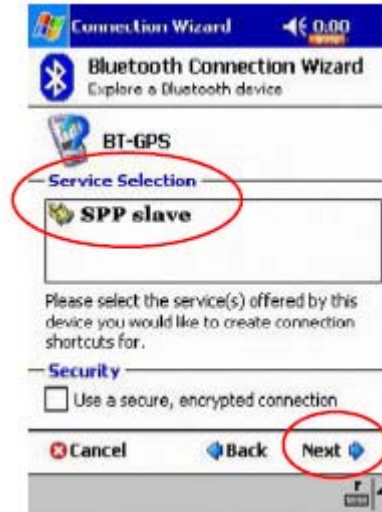 Connection Wizard 0:00
Bluetooth Connection Wizard
Explore a Bluetooth device
BT-GPS
Service Selection
SPP slave
Please select the service(s) offered by this
device you would like to create connection
shortcuts for.
Security
Use a secure, encrypted connection
Cancel Back Next